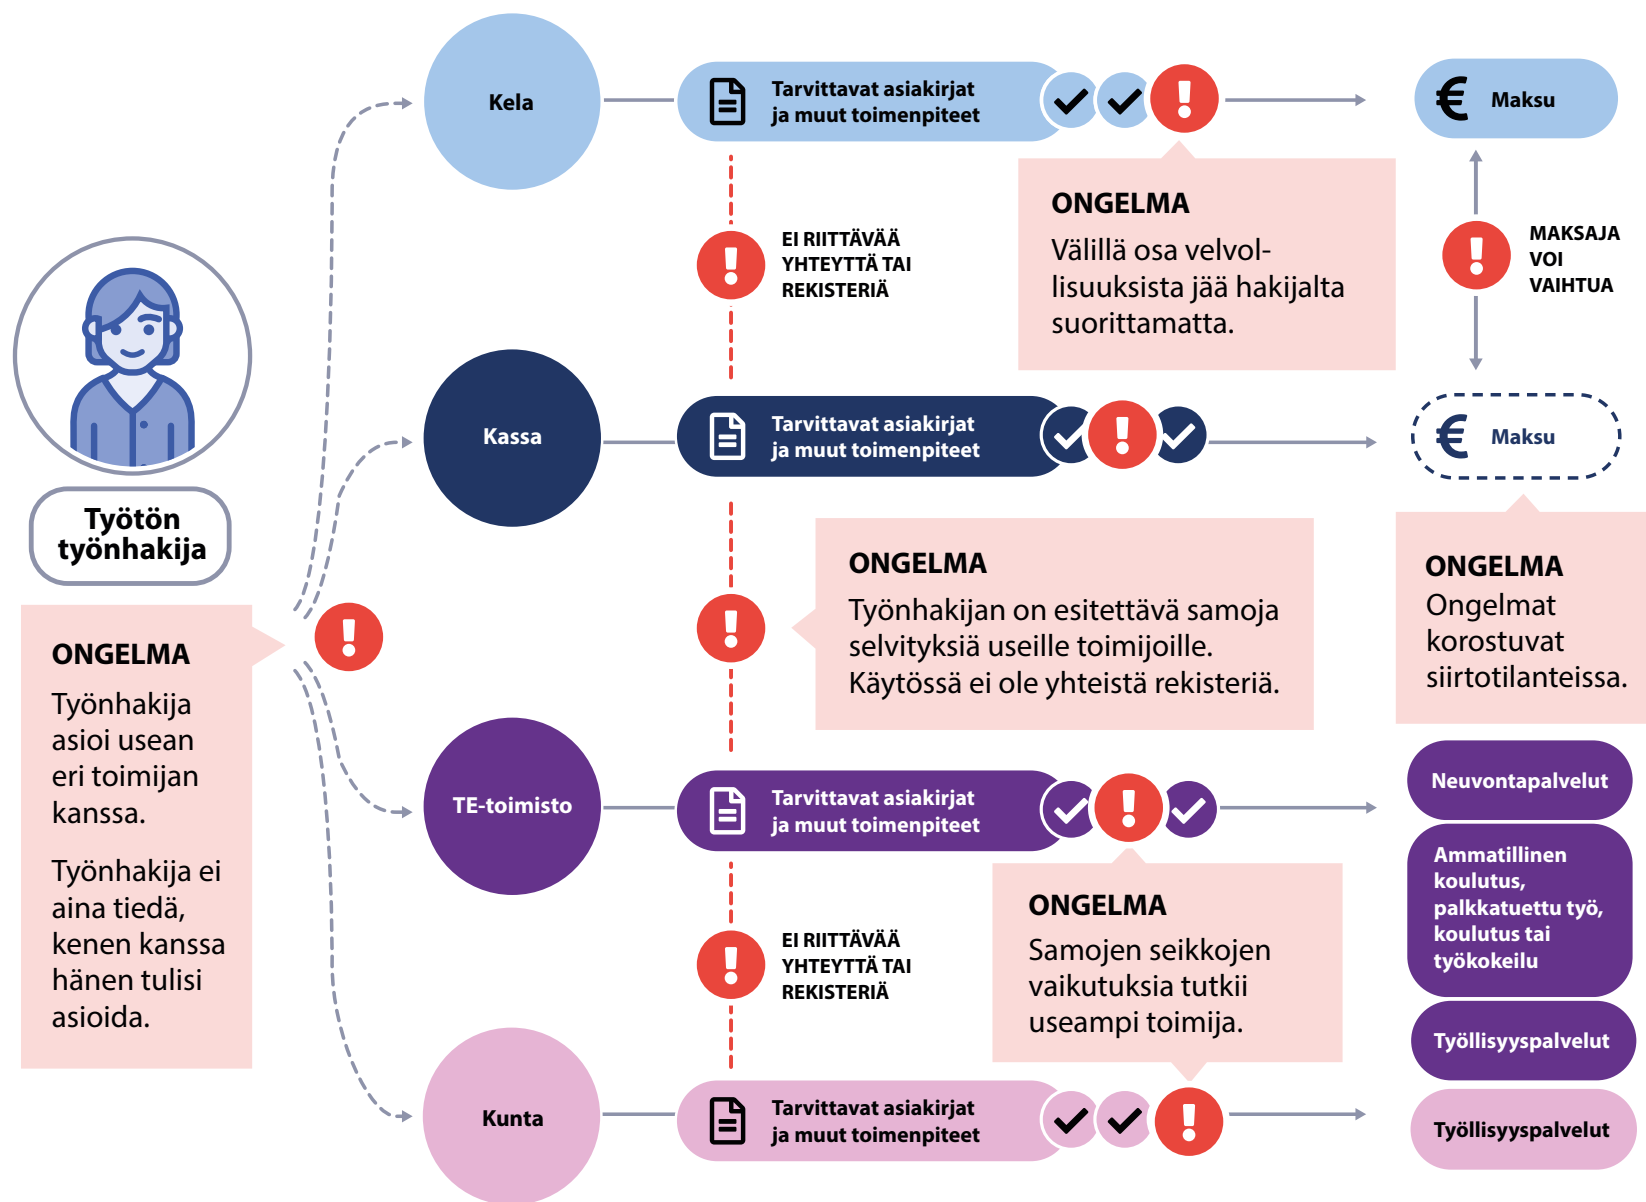 Työtön
työnhakija
ONGELMA
Työnhakija
asioi usean
eri toimijan
kanssa.
Työnhakija ei
aina tiedä,
kenen kanssa
hänen tulisi
asioida.
Kela
Tarvittavat asiakirjat
ja muut toimenpiteet
€ Maksu
EI RIITTÄVÄÄ
YHTEYTTÄ TAI
REKISTERIÄ
ONGELMA
Välillä osa velvol-
lisuuksista jää hakijalta
suorittamatta.
MAKSAJA
VOI
VAIHTUA
Kassa
Tarvittavat asiakirjat
ja muut toimenpiteet
€ Maksu
ONGELMA
Työnhakijan on esitettävä samoja
selvityksiä useille toimijoille.
Käytössä ei ole yhteistä rekisteriä.
ONGELMA
Ongelmat
korostuvat
siirtotilanteissa.
TE-toimisto
Tarvittavat asiakirjat
ja muut toimenpiteet
Neuvontapalvelut
Ammatillinen
koulutus,
palkkatuettu työ,
koulutus tai
työkokeilu
Työllisyyspalvelut
EI RIITTÄVÄÄ
YHTEYTTÄ TAI
REKISTERIÄ
ONGELMA
Samojen seikkojen
vaikutuksia tutkii
useampi toimija.
Kunta
Tarvittavat asiakirjat
ja muut toimenpiteet
Työllisyyspalvelut